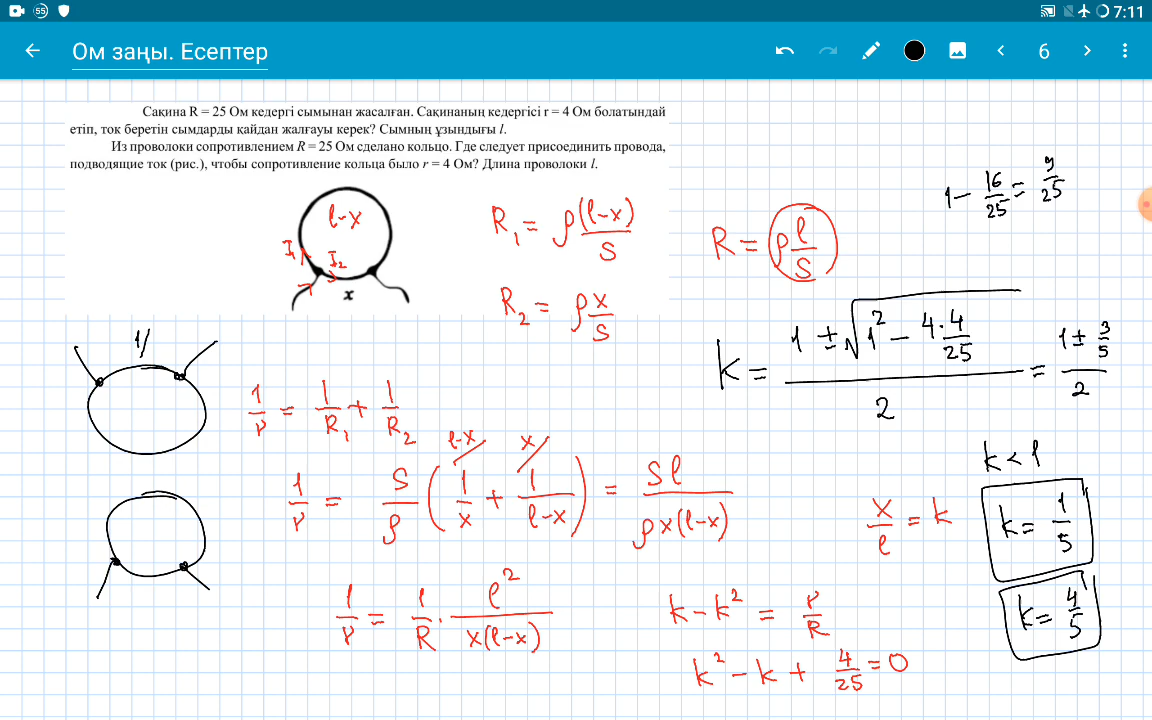 55
7:11
Ом заңы. Есептер
6
Сақина R = 25 Ом кедергі сымынан жасалған. Сақинаның кедергісі r = 4 Ом болатындай
етіп, ток беретін сымдарды қайдан жалғауы керек? Сымның ұзындығы l.
Из проволоки сопротивлением R = 25 Ом сделано кольцо. Где следует присоединить провода,
подводящие ток (рис.), чтобы сопротивление кольца было r = 4 Ом? Длина проволоки l.
l-x
I₁
I₂
x
R₁ = ρ(l-x)/S
R₂ = ρx/S
R = ρl/S
1 - 16/25 = 9/25
k = (1 ± √(1² - 4·4/25))/2 = (1 ± 3/5)/2
1/r = 1/R₁ + 1/R₂
l-x/ x/
1/r = S/ρ (1/x + 1/(l-x)) = Sl/(ρx(l-x))
x/l = k
k < 1
k = 1/5
k = 4/5
1/r = 1/R · l²/(x(l-x))
k - k² = r/R
k² - k + 4/25 = 0